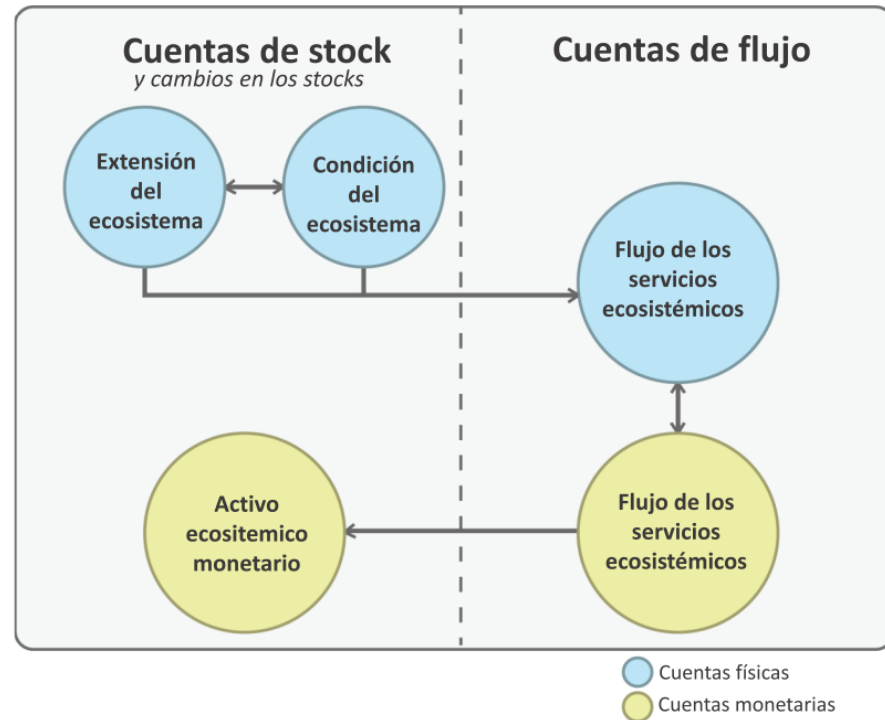 Cuentas de stock
y cambios en los stocks
Cuentas de flujo
Extensión
del
ecosistema
Condición
del
ecosistema
Flujo de los
servicios
ecosistémicos
Activo
ecositemico
monetario
Flujo de los
servicios
ecosistémicos
Cuentas físicas
Cuentas monetarias